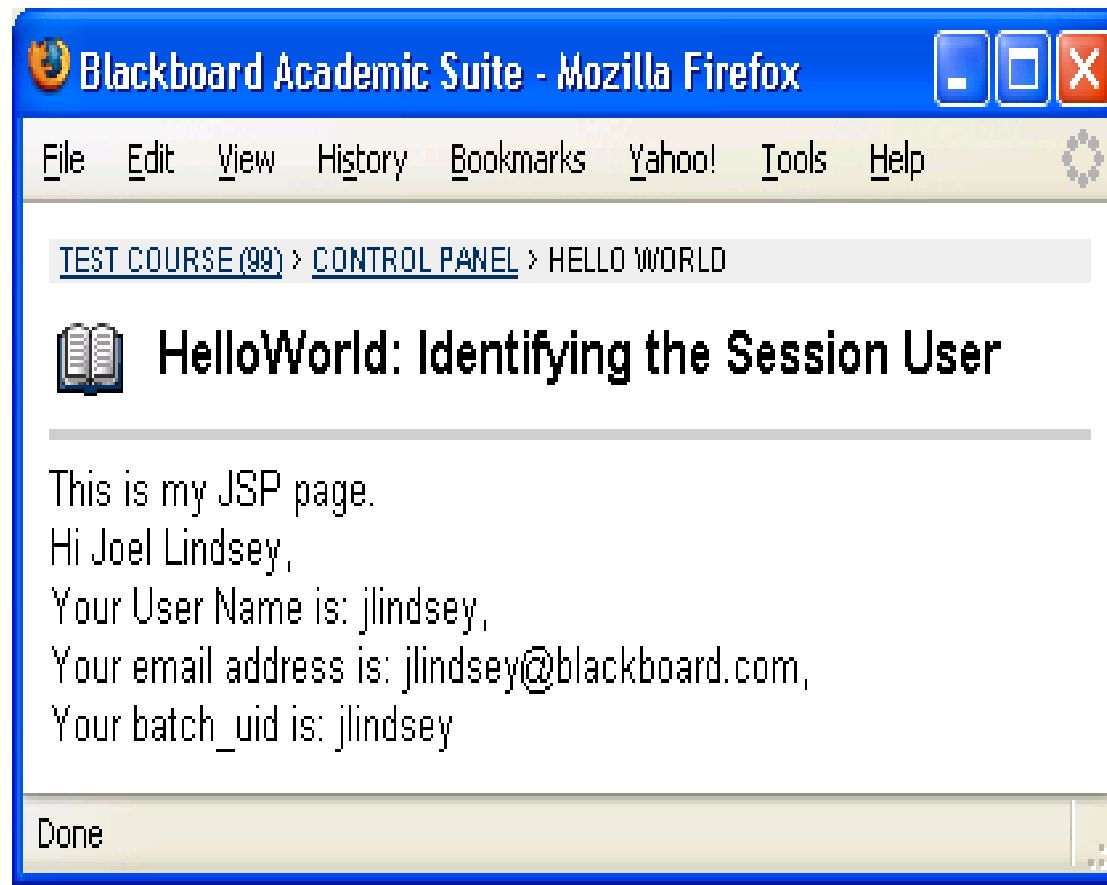 Blackboard Academic Suite - Mozilla Firefox
File Edit View History Bookmarks Yahoo! Tools Help
TEST COURSE (99) > CONTROL PANEL > HELLO WORLD
HelloWorld: Identifying the Session User
This is my JSP page.
Hi Joel Lindsey,
Your User Name is: jlindsey,
Your email address is: jlindsey@blackboard.com,
Your batch_uid is: jlindsey
Done